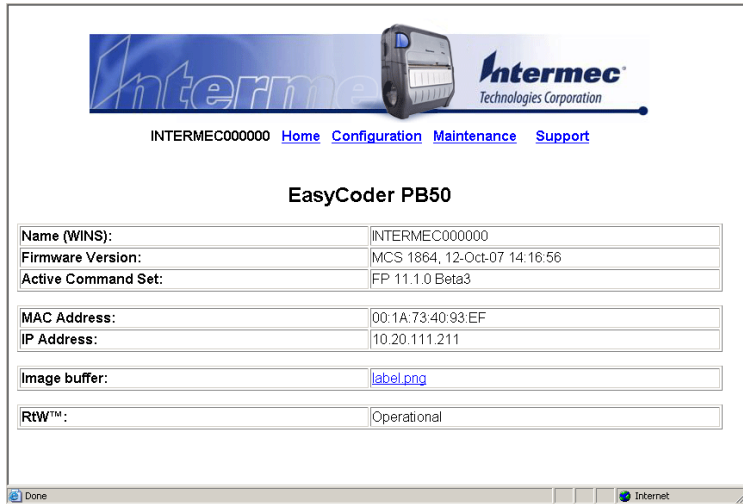 Intermec
Intermec
Technologies Corporation
INTERMEC000000 Home Configuration Maintenance Support
EasyCoder PB50
Name (WINS): INTERMEC000000
Firmware Version: MCS 1864, 12-Oct-07 14:16:56
Active Command Set: FP 11.1.0 Beta3
MAC Address: 00:1A:73:40:93:EF
IP Address: 10.20.111.211
Image buffer: label.png
RtW™: Operational
Done Internet